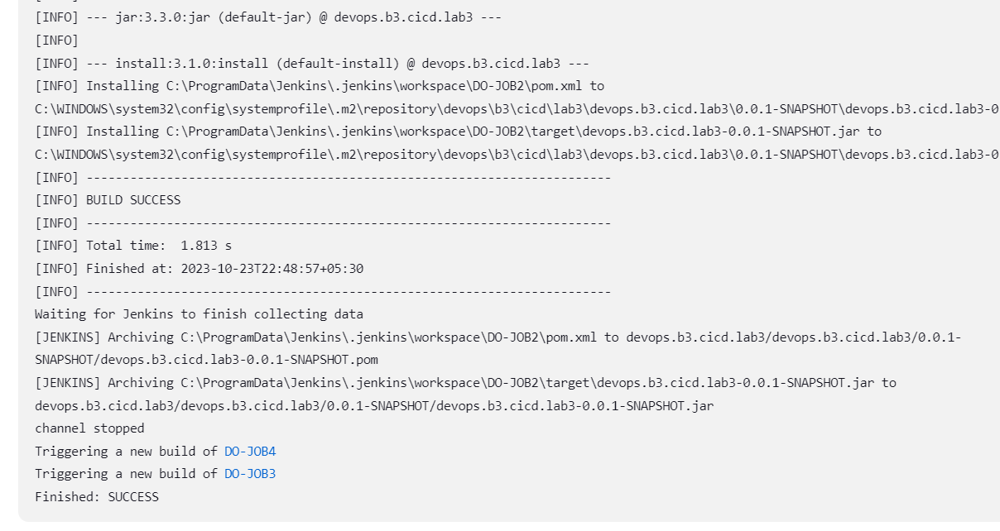 [INFO] --- jar:3.3.0:jar (default-jar) @ devops.b3.cicd.lab3 ---
[INFO]
[INFO] --- install:3.1.0:install (default-install) @ devops.b3.cicd.lab3 ---
[INFO] Installing C:\ProgramData\Jenkins\.jenkins\workspace\DO-JOB2\pom.xml to
C:\WINDOWS\system32\config\systemprofile\.m2\repository\devops\b3\cicd\lab3\devops.b3.cicd.lab3\0.0.1-SNAPSHOT\devops.b3.cicd.lab3-0
[INFO] Installing C:\ProgramData\Jenkins\.jenkins\workspace\DO-JOB2\target\devops.b3.cicd.lab3-0.0.1-SNAPSHOT.jar to
C:\WINDOWS\system32\config\systemprofile\.m2\repository\devops\b3\cicd\lab3\devops.b3.cicd.lab3\0.0.1-SNAPSHOT\devops.b3.cicd.lab3-0
[INFO] ------------------------------------------------------------------------
[INFO] BUILD SUCCESS
[INFO] ------------------------------------------------------------------------
[INFO] Total time:  1.813 s
[INFO] Finished at: 2023-10-23T22:48:57+05:30
[INFO] ------------------------------------------------------------------------
Waiting for Jenkins to finish collecting data
[JENKINS] Archiving C:\ProgramData\Jenkins\.jenkins\workspace\DO-JOB2\pom.xml to devops.b3.cicd.lab3/devops.b3.cicd.lab3/0.0.1-
SNAPSHOT/devops.b3.cicd.lab3-0.0.1-SNAPSHOT.pom
[JENKINS] Archiving C:\ProgramData\Jenkins\.jenkins\workspace\DO-JOB2\target\devops.b3.cicd.lab3-0.0.1-SNAPSHOT.jar to
devops.b3.cicd.lab3/devops.b3.cicd.lab3/0.0.1-SNAPSHOT/devops.b3.cicd.lab3-0.0.1-SNAPSHOT.jar
channel stopped
Triggering a new build of DO-JOB4
Triggering a new build of DO-JOB3
Finished: SUCCESS